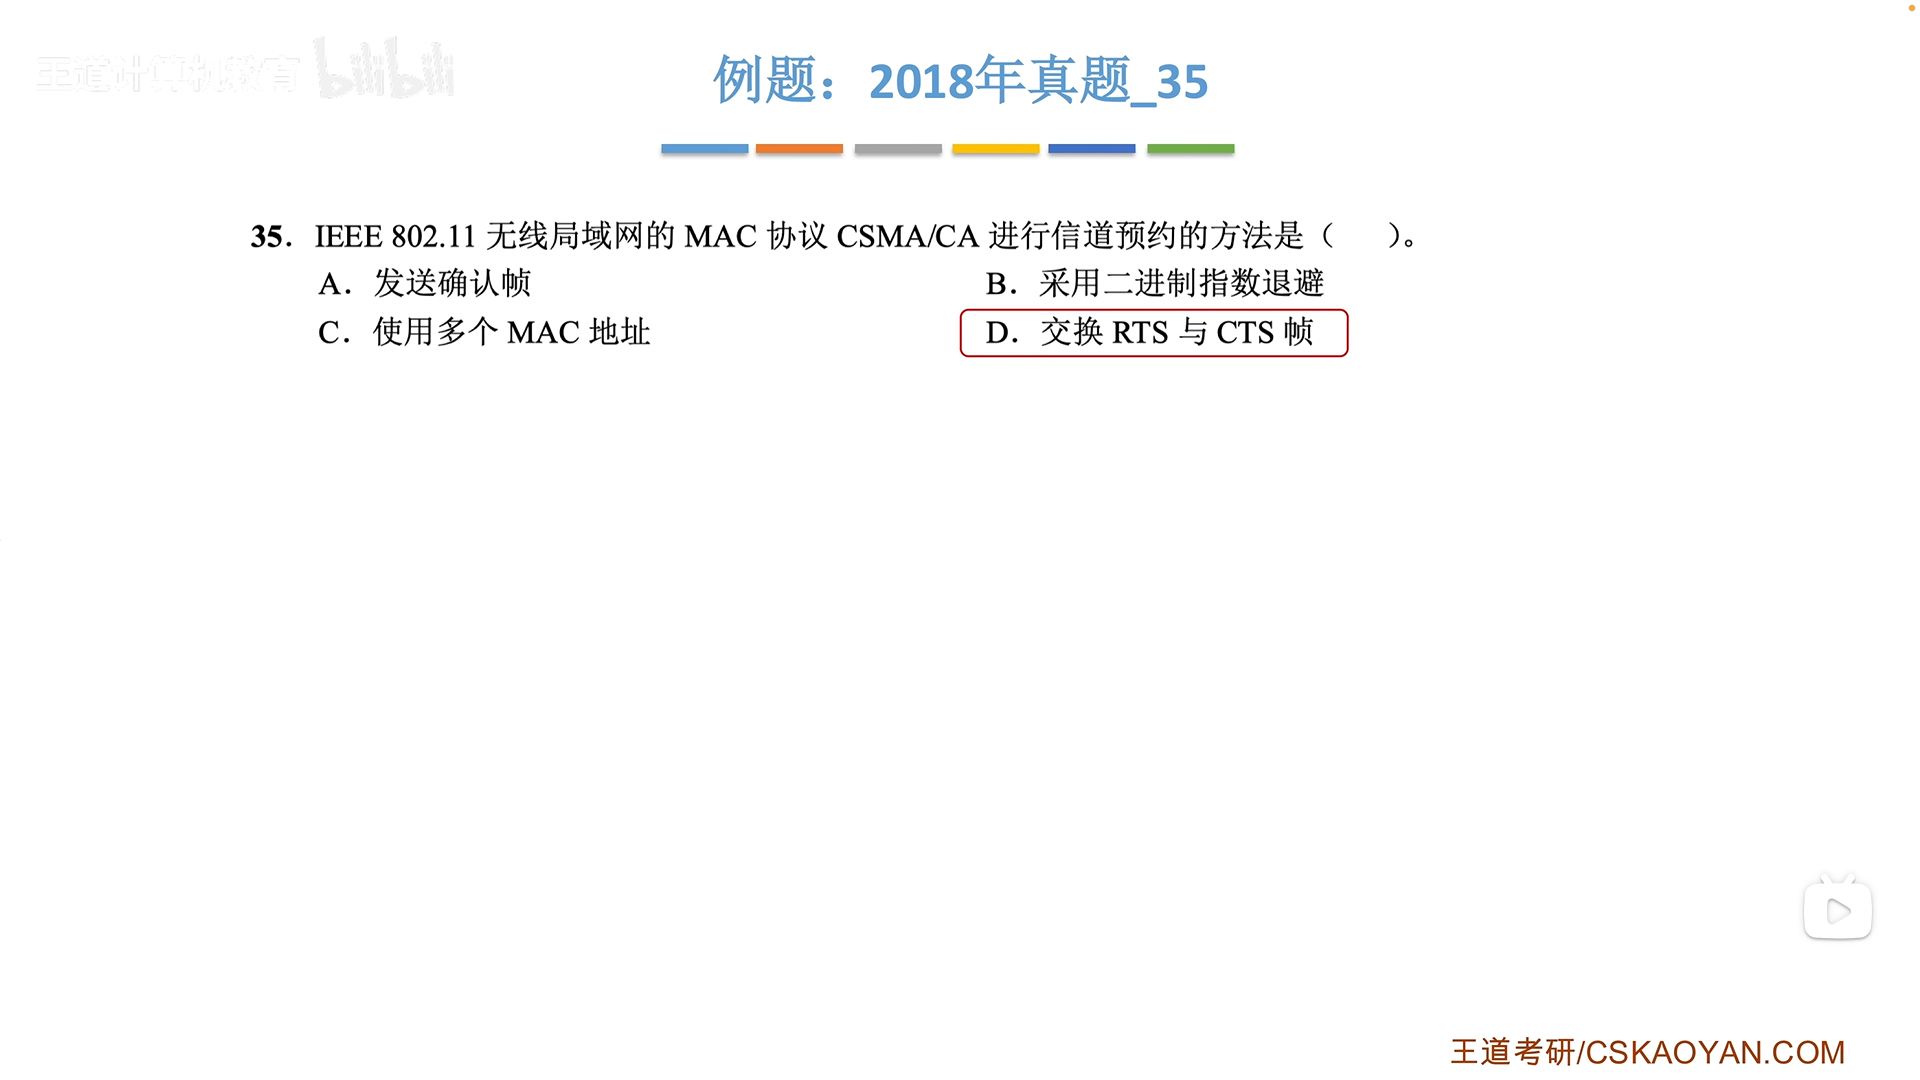 王道计算机教育 bilibili
例题：2018年真题_35
35．IEEE 802.11 无线局域网的 MAC 协议 CSMA/CA 进行信道预约的方法是（　　）。
A．发送确认帧　　B．采用二进制指数退避
C．使用多个 MAC 地址　　D．交换 RTS 与 CTS 帧
王道考研/CSKAOYAN.COM